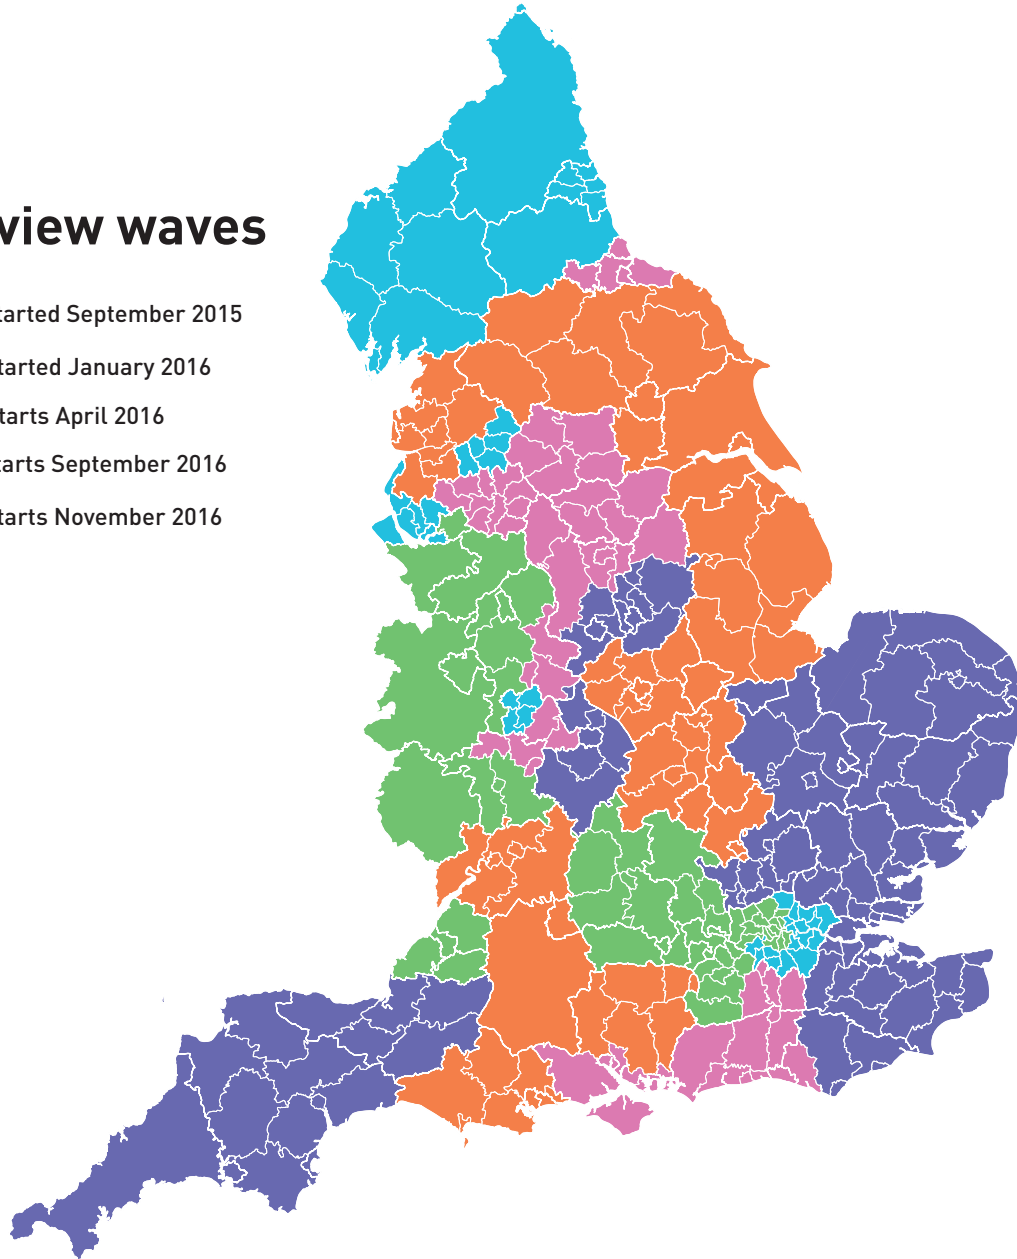 view waves
tarted September 2015
tarted January 2016
tarts April 2016
tarts September 2016
tarts November 2016